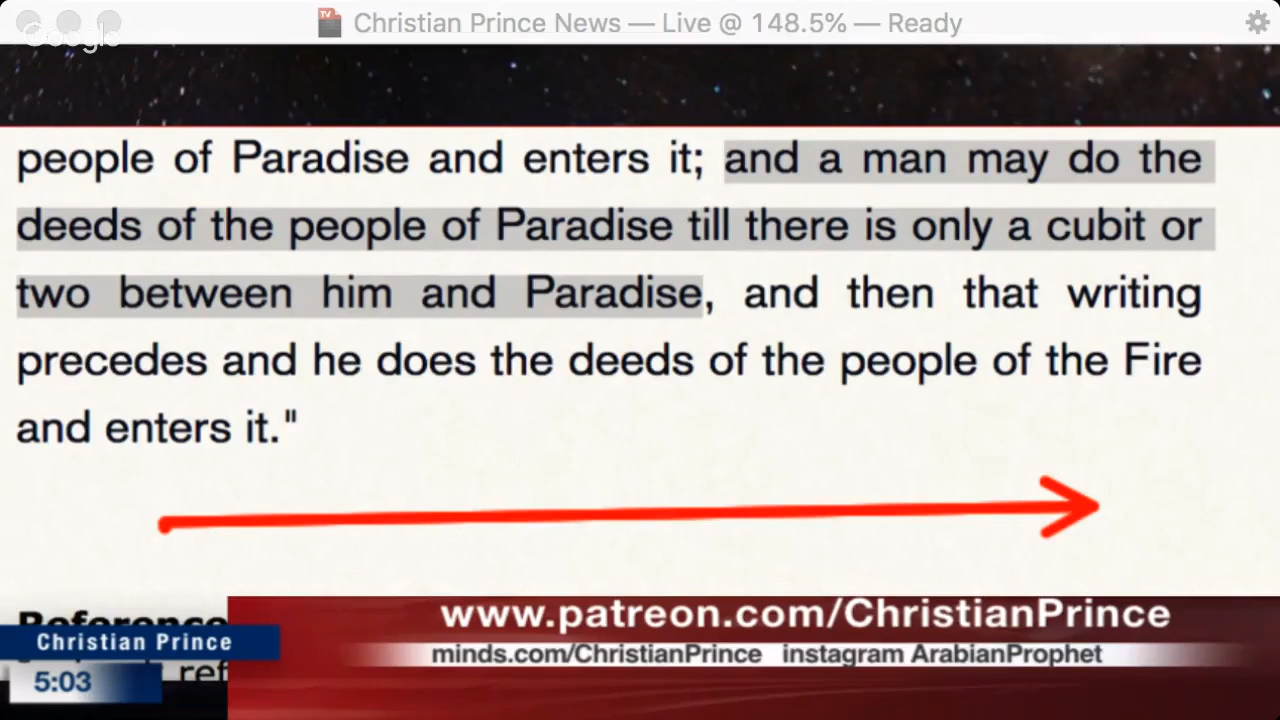 Christian Prince News — Live @ 148.5% — Ready
Google
people of Paradise and enters it; and a man may do the
deeds of the people of Paradise till there is only a cubit or
two between him and Paradise, and then that writing
precedes and he does the deeds of the people of the Fire
and enters it."
Reference
ref
www.patreon.com/ChristianPrince
Christian Prince
minds.com/ChristianPrince instagram ArabianProphet
5:03